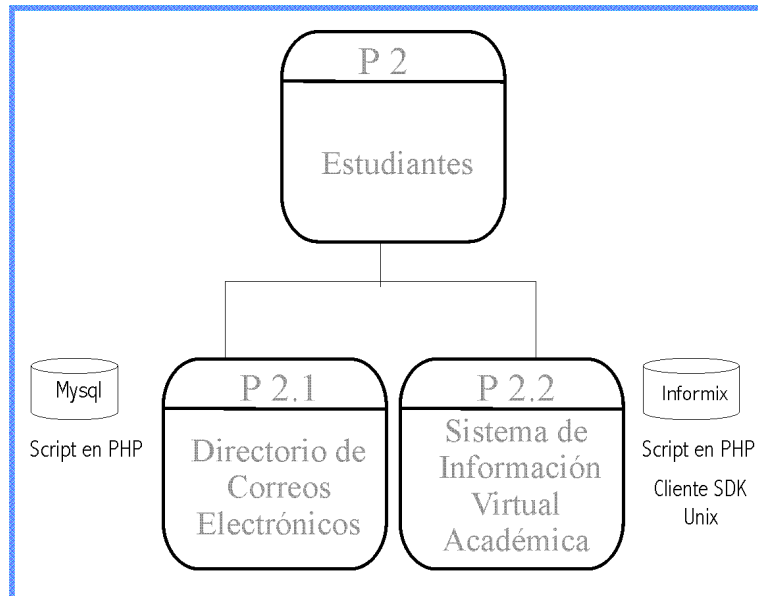 P 2
Estudiantes
Mysql
Script en PHP
P 2.1
Directorio de
Correos
Electrónicos
P 2.2
Sistema de
Información
Virtual
Académica
Informix
Script en PHP
Cliente SDK
Unix